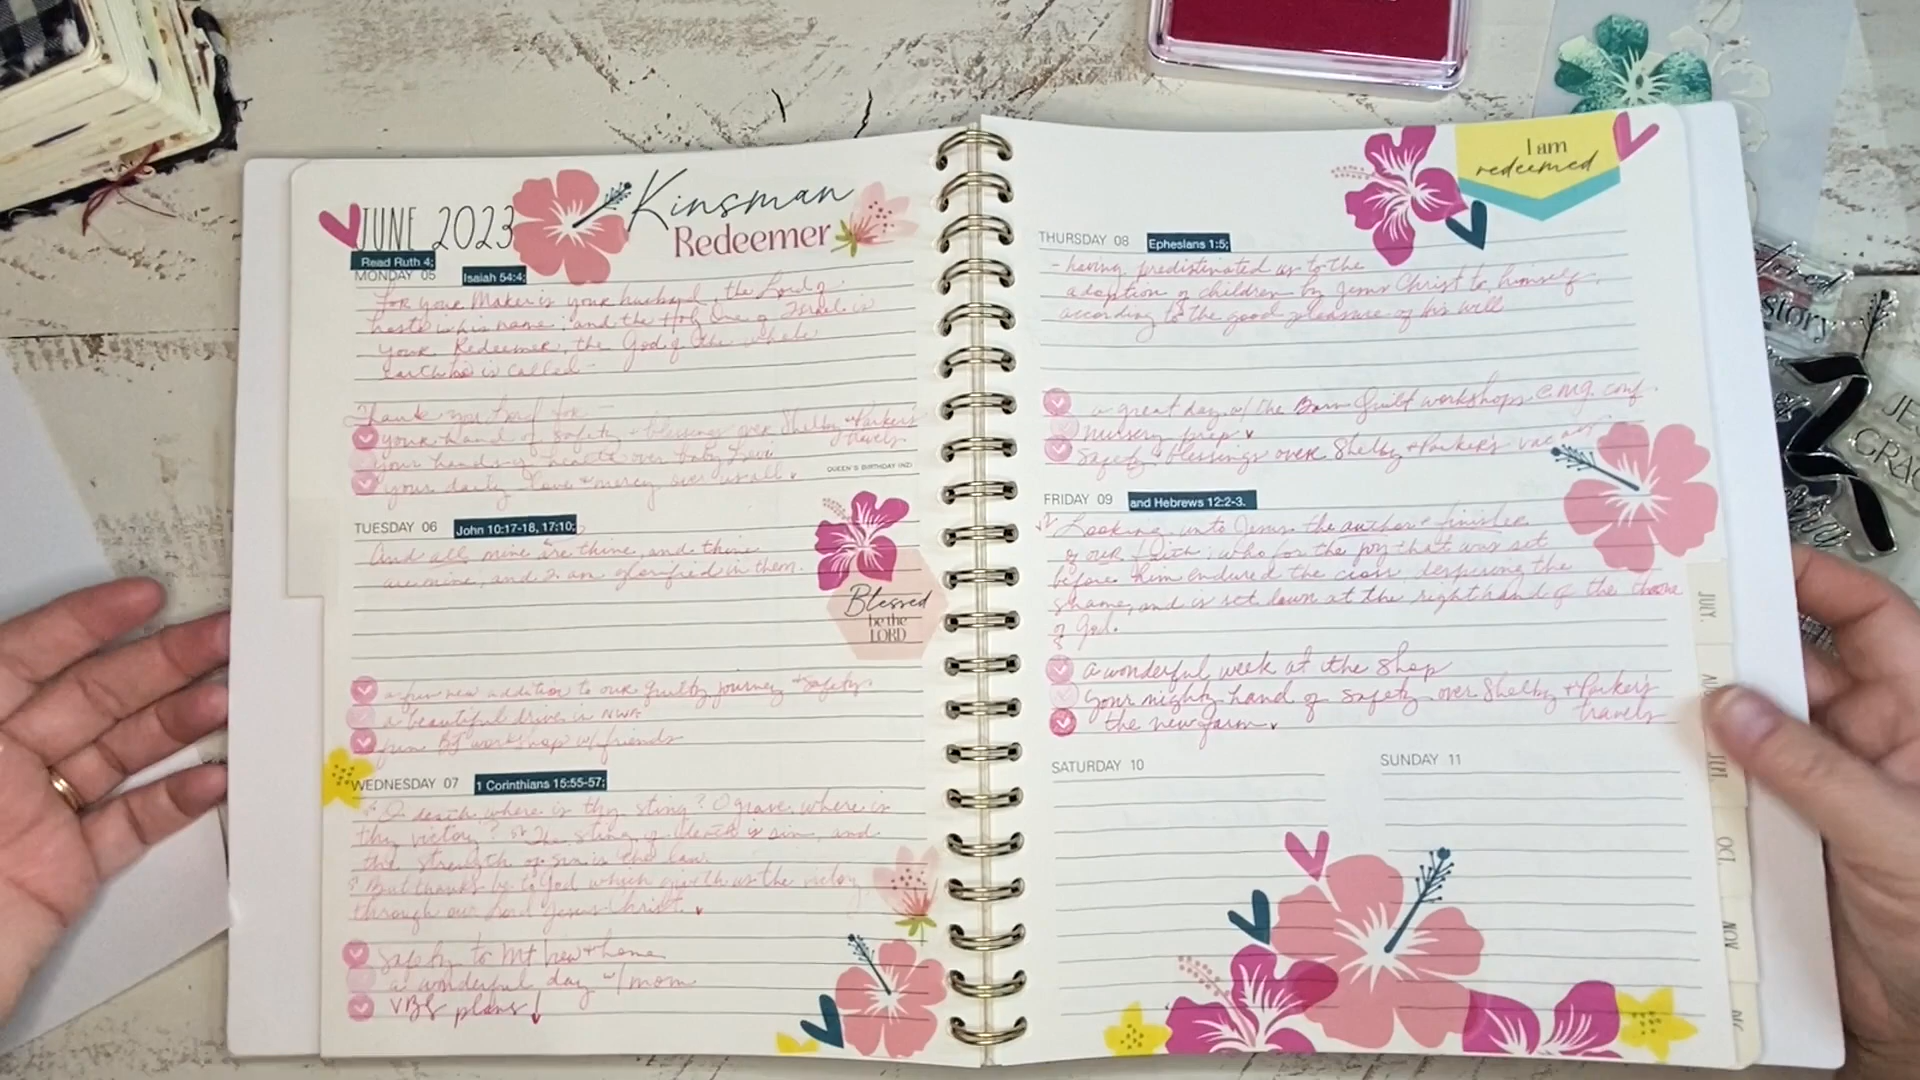 JUNE 2023
Kinsman
Redeemer
Read Ruth 4;
MONDAY 05
Isaiah 54:4;
for your Maker is your husband, the Lord of
hosts is his name; and the Holy One of Israel is
your Redeemer, the God of the whole
earth he is called
Thank you Lord for
your hand of safety + blessings over Shelby + Parker's
travels
your hands of health over baby Levi
your daily love + mercy over us all.
QUEEN'S BIRTHDAY (NZ)
TUESDAY 06
John 10:17-18, 17:10;
And all mine are thine, and thine
are mine, and I am glorified in them.
Blessed
be the
LORD
a fun new addition to our quilty journey + safety
a beautiful drive in NWA
fun BJ workshop w/ friends
WEDNESDAY 07
1 Corinthians 15:55-57;
O death, where is thy sting? O grave, where is
thy victory? The sting of death is sin, and
the strength of sin is the law.
But thanks be to God which giveth us the victory
through our Lord Jesus Christ.
safety to Mt how + home
a wonderful day w/ mom
VBS plans!
I am
redeemed
THURSDAY 08
Ephesians 1:5;
- having predistinated us to the
adoption of children by Jesus Christ to himself,
according to the good pleasure of his will
a great day w/ the Barn Quilt workshops @ mg. conf.
nursery prep
safety blessings over Shelby + Parker's
FRIDAY 09
and Hebrews 12:2-3.
Looking unto Jesus the author + finisher
of our faith; who for the joy that was set
before him endured the cross, despising the
shame, and is set down at the right hand of the throne
of God.
a wonderful week at the shop
your mighty hand of safety over Shelby + Parker's
travels
the new farm
SATURDAY 10
SUNDAY 11
JULY
OCT
NOV
story
GRAC